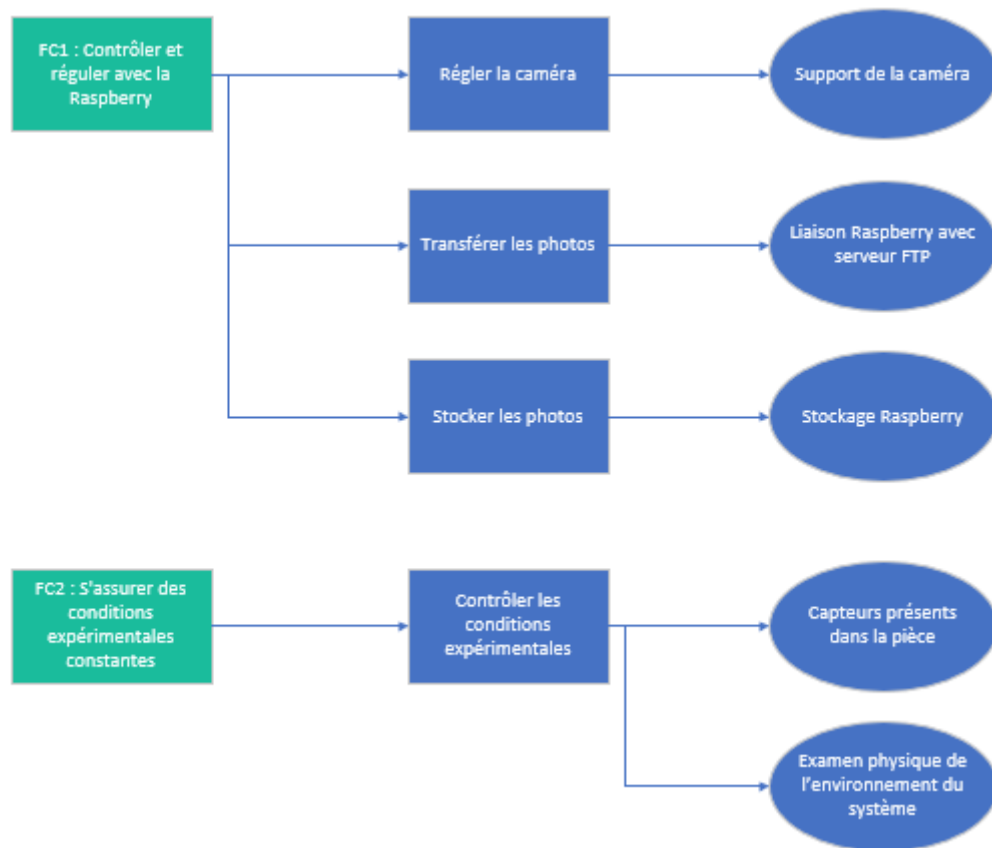 FC1 : Contrôler et
réguler avec la
Raspberry
Régler la caméra
Support de la caméra
Transférer les photos
Liaison Raspberry avec
serveur FTP
Stocker les photos
Stockage Raspberry
FC2 : S'assurer des
conditions
expérimentales
constantes
Contrôler les
conditions
expérimentales
Capteurs présents
dans la pièce
Examen physique de
l'environnement du
système